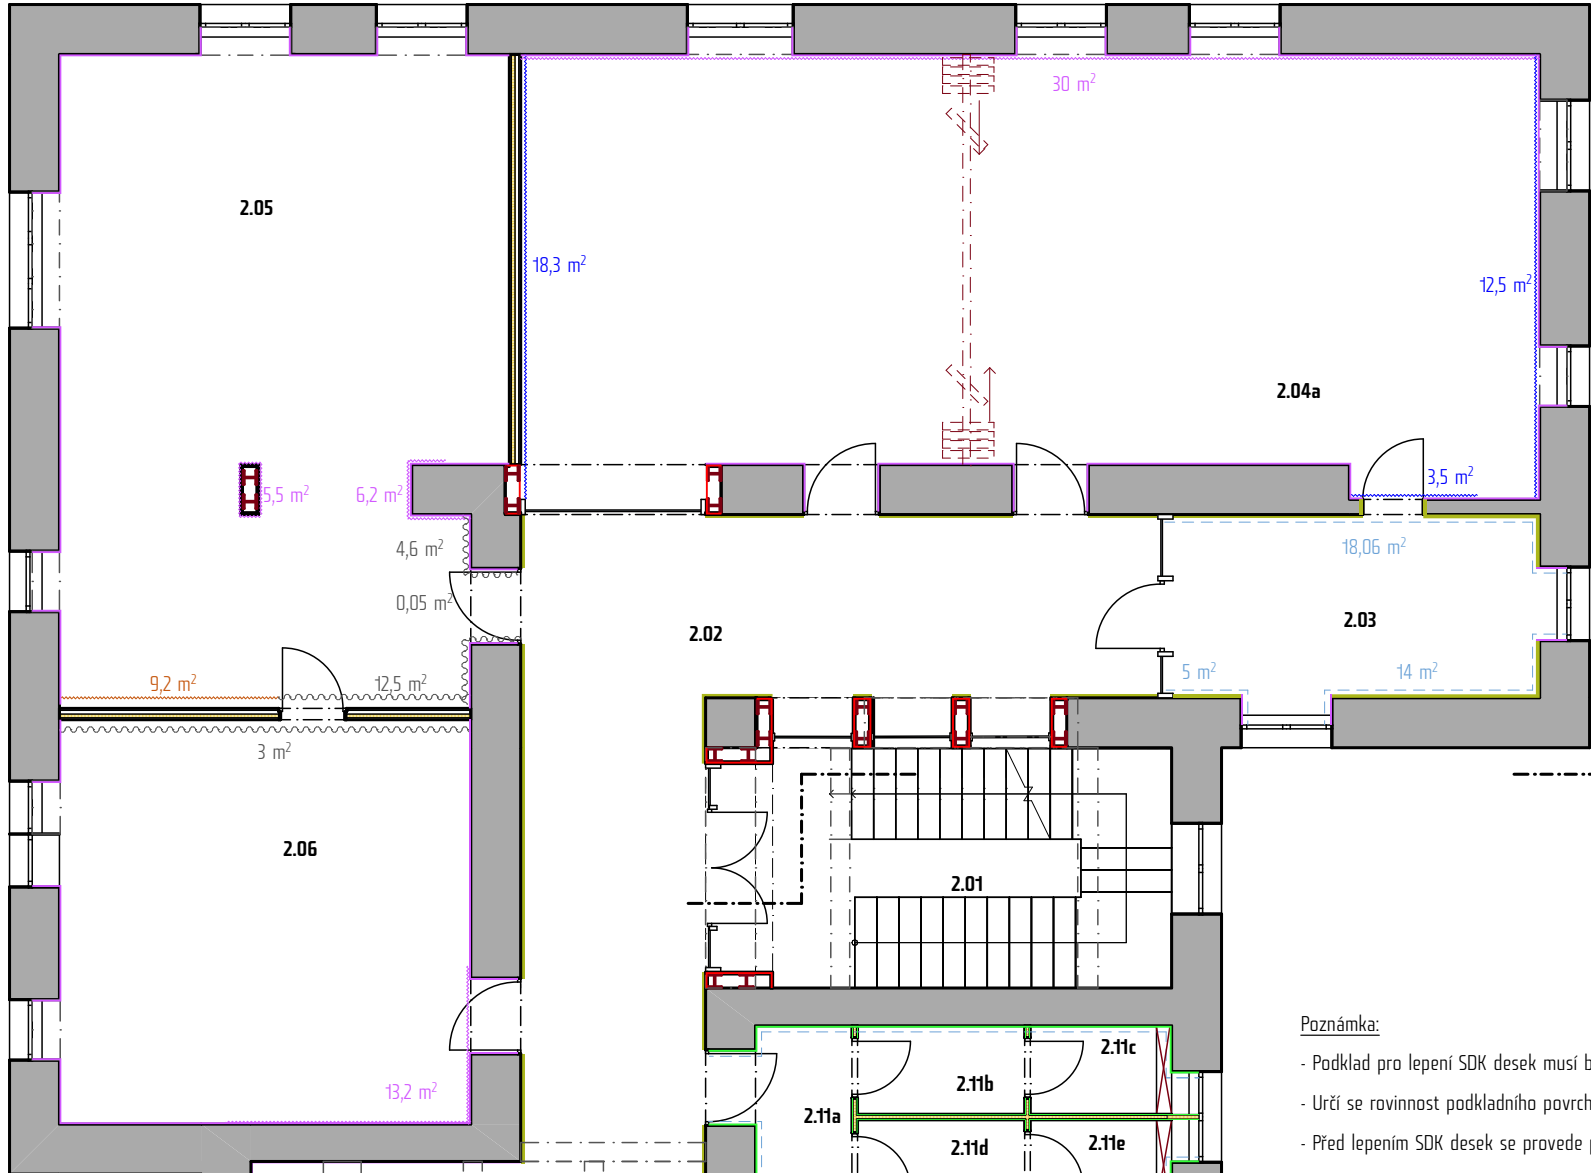 30 m²
2.05
18,3 m²
12,5 m²
2.04a
3,5 m²
5,5 m²
6,2 m²
4,6 m²
18,06 m²
0,05 m²
2.02
2.03
9,2 m²
12,5 m²
5 m²
14 m²
3 m²
2.06
2.01
Poznámka:
2.11c
- Podklad pro lepení SDK desek musí b
2.11b
13,2 m²
- Určí se rovinnost podkladního povrch
2.11a
2.11d
2.11e
- Před lepením SDK desek se provede p